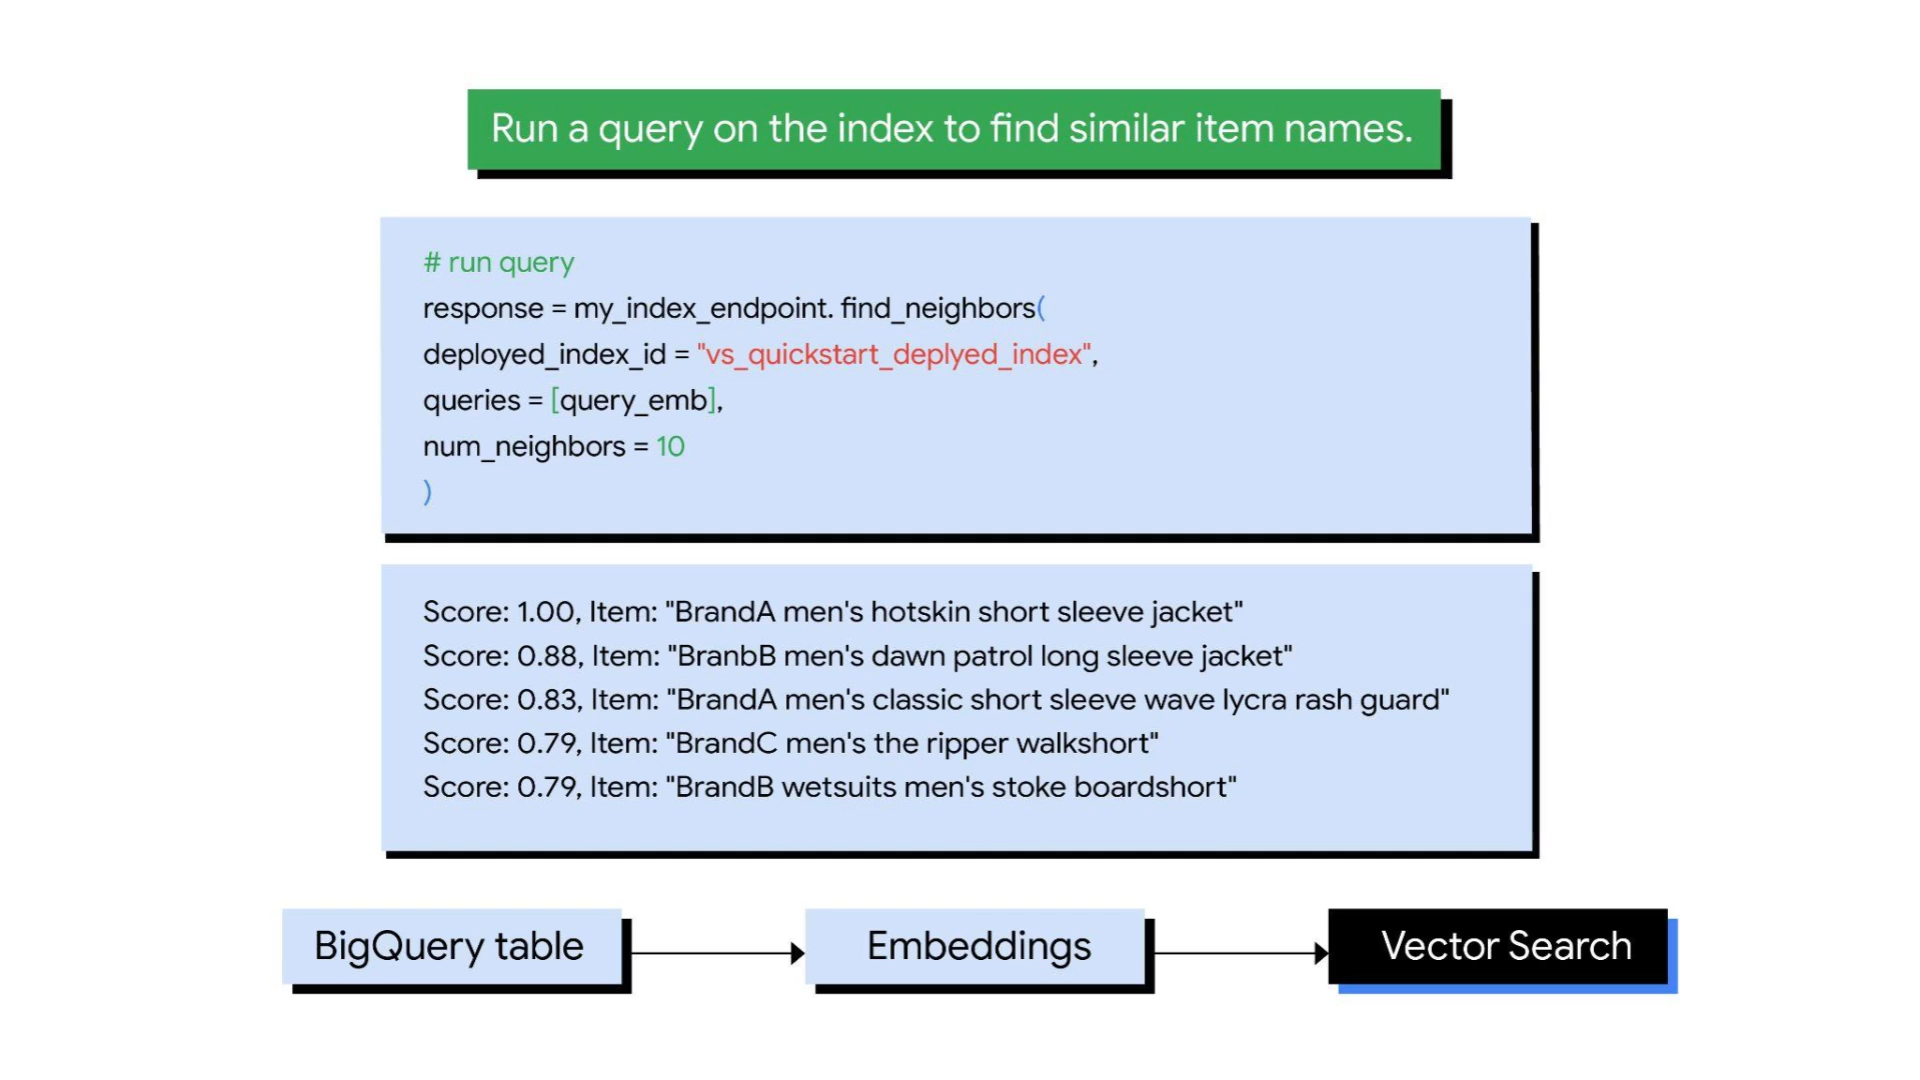 Run a query on the index to find similar item names.
# run query
response = my_index_endpoint. find_neighbors(
deployed_index_id = "vs_quickstart_deplyed_index",
queries = [query_emb],
num_neighbors = 10
)
Score: 1.00, Item: "BrandA men's hotskin short sleeve jacket"
Score: 0.88, Item: "BranbB men's dawn patrol long sleeve jacket"
Score: 0.83, Item: "BrandA men's classic short sleeve wave lycra rash guard"
Score: 0.79, Item: "BrandC men's the ripper walkshort"
Score: 0.79, Item: "BrandB wetsuits men's stoke boardshort"
BigQuery table
Embeddings
Vector Search